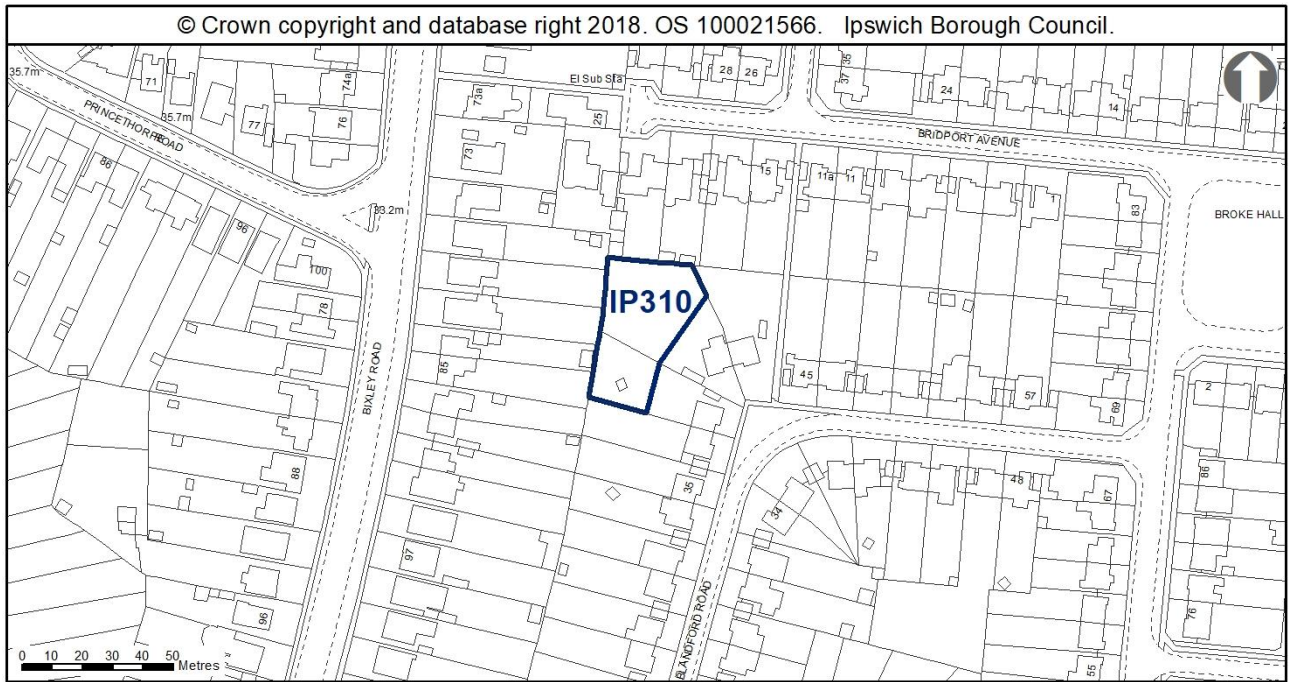 © Crown copyright and database right 2018. OS 100021566. Ipswich Borough Council.
35.7m
71
74a
El Sub Sta
28
26
37
35
24
14
PRINCETHORPE ROAD
35.7m
77
76
73a
25
BRIDPORT AVENUE
86
73
15
11a
11
1
83
BROKE HALL
96
33.2m
100
78
IP310
85
45
57
69
2
BIXLEY ROAD
88
35
34
48
67
86
97
96
BLANDFORD ROAD
76
55
0 10 20 30 40 50
Metres